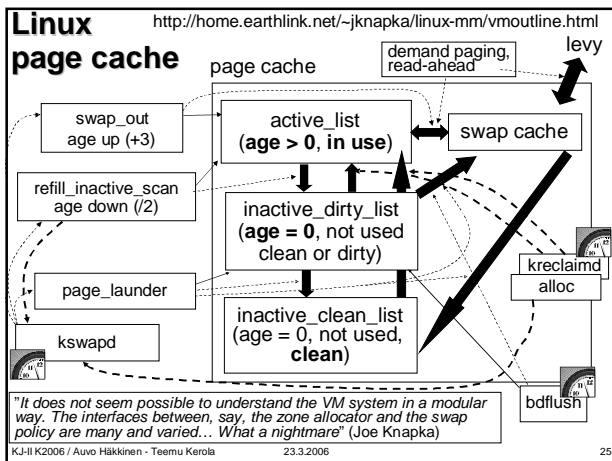 Linux
page cache
http://home.earthlink.net/~jknapka/linux-mm/vmoutline.html
demand paging,
read-ahead
levy
page cache
swap_out
age up (+3)
active_list
(age > 0, in use)
swap cache
refill_inactive_scan
age down (/2)
inactive_dirty_list
(age = 0, not used
clean or dirty)
kreclaimd
alloc
page_launder
inactive_clean_list
(age = 0, not used,
clean)
kswapd
bdflush
"It does not seem possible to understand the VM system in a modular
way. The interfaces between, say, the zone allocator and the swap
policy are many and varied… What a nightmare" (Joe Knapka)
KJ-II K2006 / Auvo Häkkinen - Teemu Kerola 23.3.2006 25